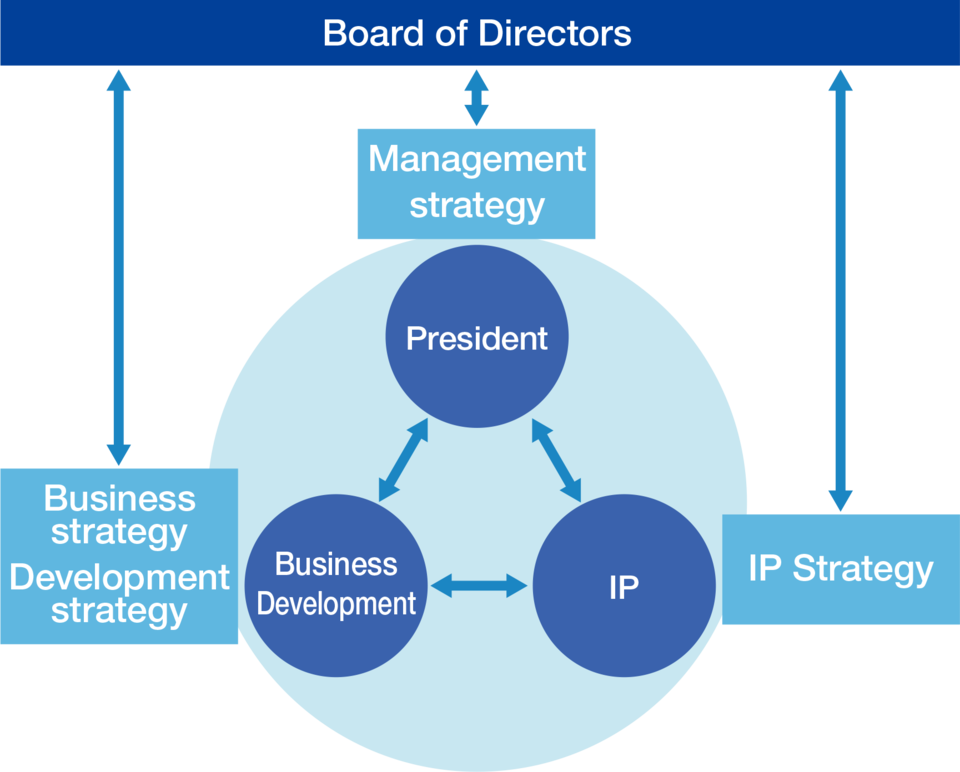 Board of Directors
Management
strategy
President
Business
strategy
Development
strategy
Business
Development
IP
IP Strategy